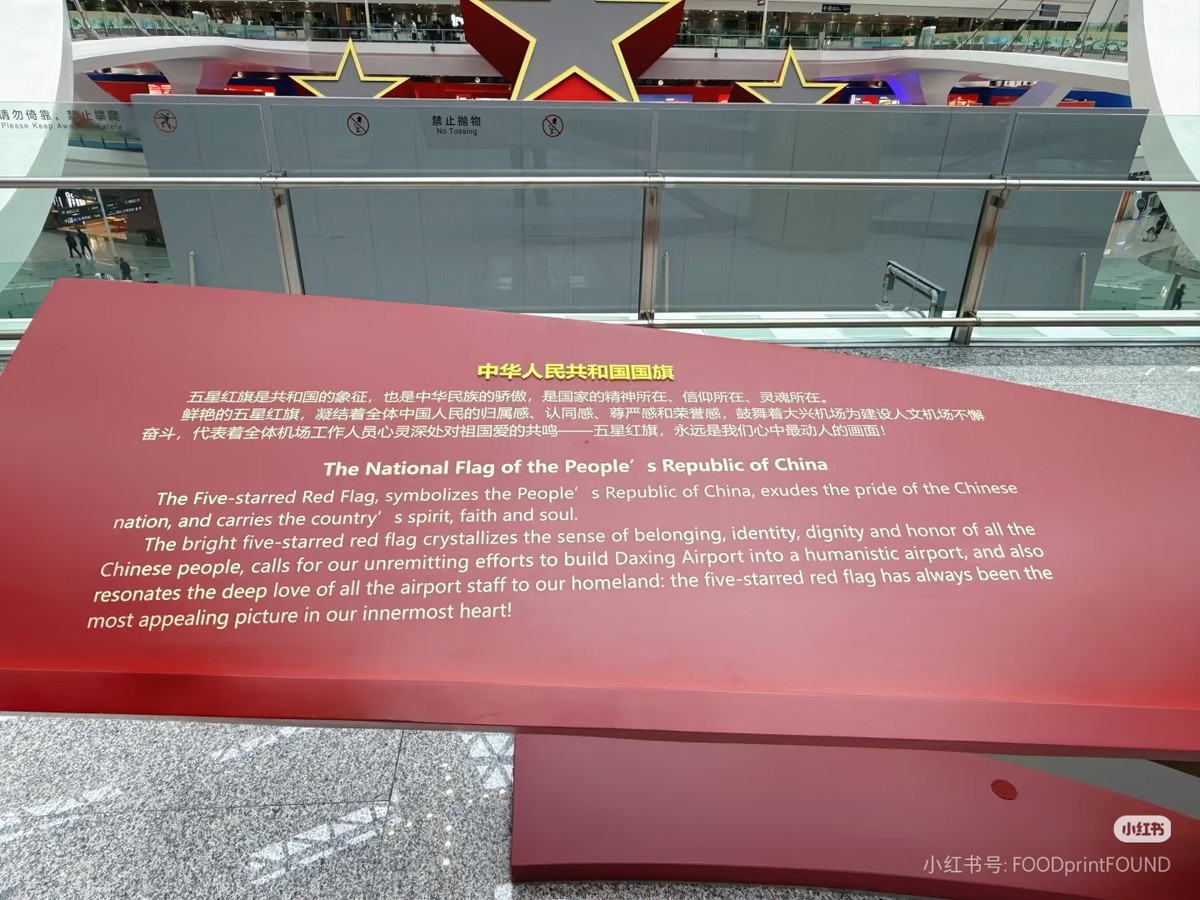 请勿倚靠，禁止攀爬
Please Keep Away Safety
禁止抛物
No Tossing
中华人民共和国国旗
五星红旗是共和国的象征，也是中华民族的骄傲，是国家的精神所在、信仰所在、灵魂所在。
鲜艳的五星红旗，凝结着全体中国人民的归属感、认同感、尊严感和荣誉感，鼓舞着大兴机场为建设人文机场不懈
奋斗，代表着全体机场工作人员心灵深处对祖国爱的共鸣——五星红旗，永远是我们心中最动人的画面！
The National Flag of the People’s Republic of China
The Five-starred Red Flag, symbolizes the People’s Republic of China, exudes the pride of the Chinese
nation, and carries the country’s spirit, faith and soul.
The bright five-starred red flag crystallizes the sense of belonging, identity, dignity and honor of all the
Chinese people, calls for our unremitting efforts to build Daxing Airport into a humanistic airport, and also
resonates the deep love of all the airport staff to our homeland: the five-starred red flag has always been the
most appealing picture in our innermost heart!
小红书
小红书号: FOODprintFOUND